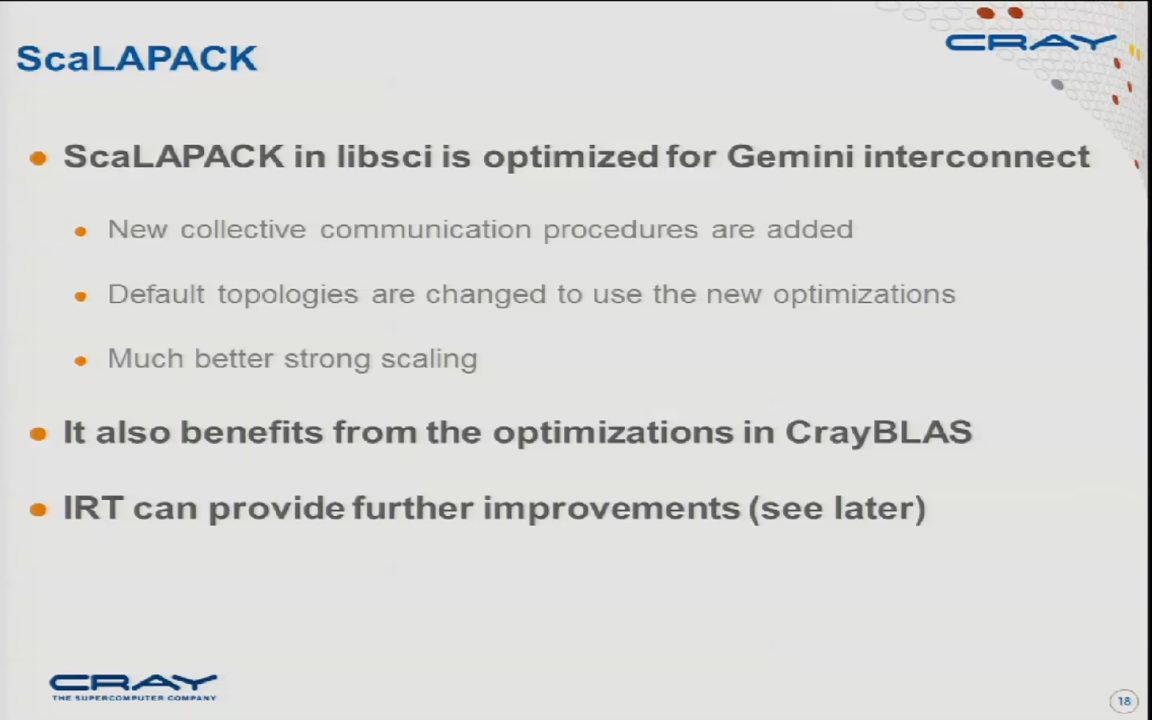 ScaLAPACK
CRAY
ScaLAPACK in libsci is optimized for Gemini interconnect
New collective communication procedures are added
Default topologies are changed to use the new optimizations
Much better strong scaling
It also benefits from the optimizations in CrayBLAS
IRT can provide further improvements (see later)
CRAY
THE SUPERCOMPUTER COMPANY
18